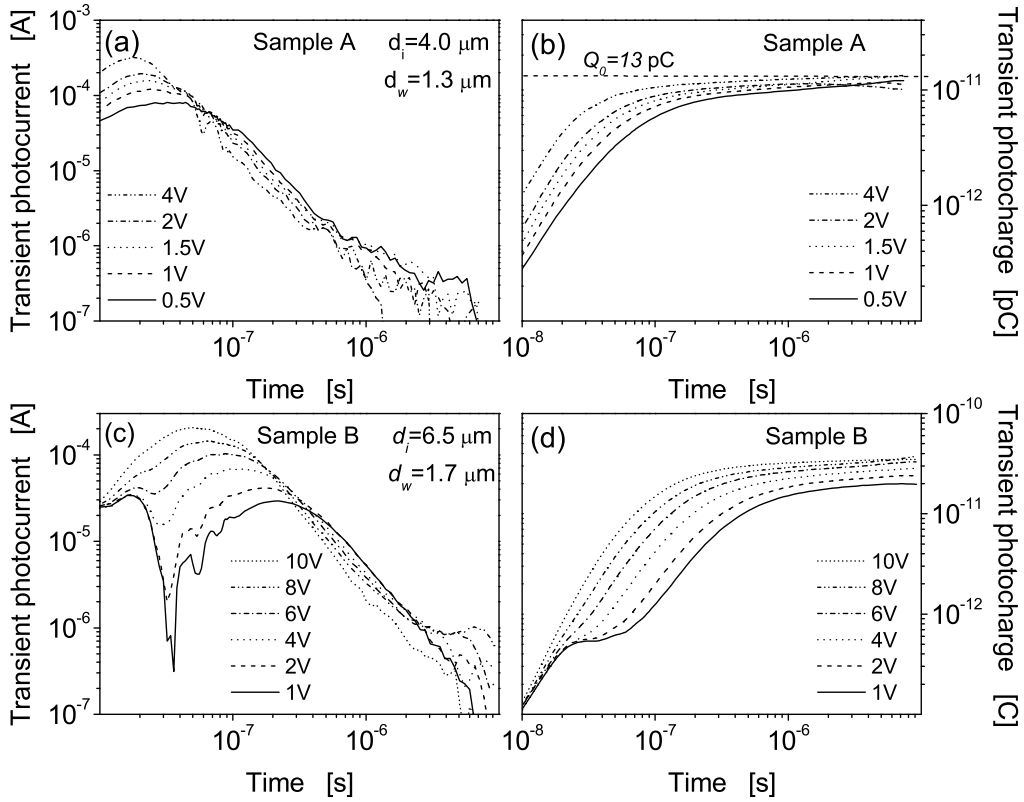 (a)
Sample A
d_i=4.0 μm
d_w=1.3 μm
Transient photocurrent [A]
10^-3
10^-4
10^-5
10^-6
10^-7
4V
2V
1.5V
1V
0.5V
10^-7
10^-6
Time [s]
(b)
Sample A
Q_0=13 pC
10^-11
10^-12
Transient photocharge [pC]
4V
2V
1.5V
1V
0.5V
10^-8
10^-7
10^-6
Time [s]
(c)
Sample B
d_i=6.5 μm
d_w=1.7 μm
Transient photocurrent [A]
10^-4
10^-5
10^-6
10^-7
10V
8V
6V
4V
2V
1V
10^-7
10^-6
Time [s]
(d)
Sample B
10^-10
10^-11
10^-12
Transient photocharge [C]
10V
8V
6V
4V
2V
1V
10^-8
10^-7
10^-6
Time [s]